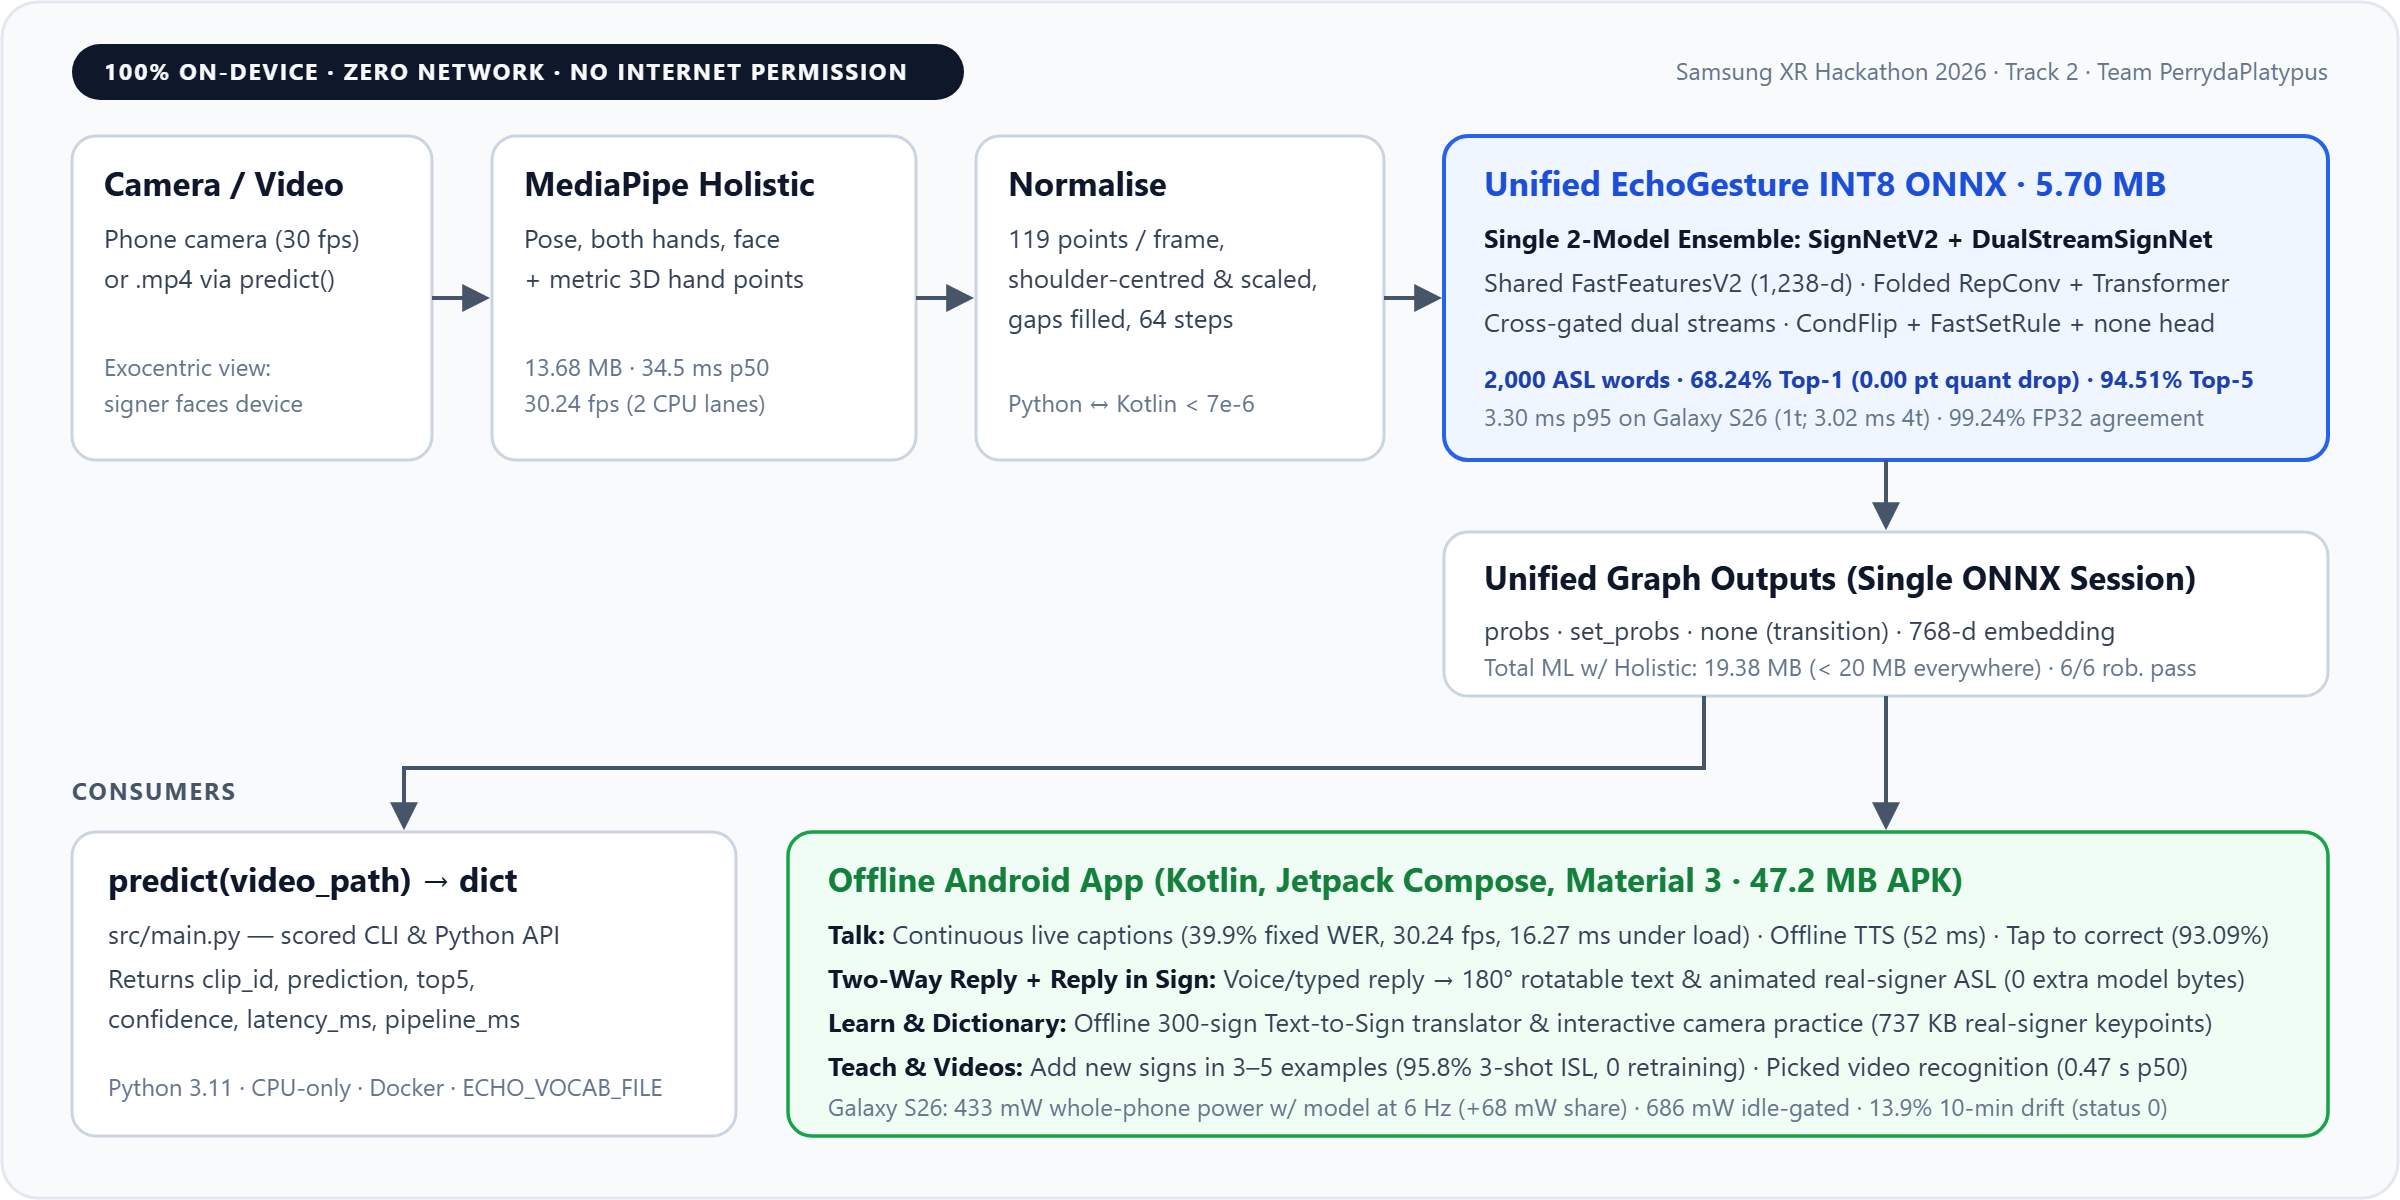 100% ON-DEVICE · ZERO NETWORK · NO INTERNET PERMISSION
Samsung XR Hackathon 2026 · Track 2 · Team PerrydaPlatypus
Camera / Video
Phone camera (30 fps)
or .mp4 via predict()
Exocentric view:
signer faces device
MediaPipe Holistic
Pose, both hands, face
+ metric 3D hand points
13.68 MB · 34.5 ms p50
30.24 fps (2 CPU lanes)
Normalise
119 points / frame,
shoulder-centred & scaled,
gaps filled, 64 steps
Python ↔ Kotlin < 7e-6
Unified EchoGesture INT8 ONNX · 5.70 MB
Single 2-Model Ensemble: SignNetV2 + DualStreamSignNet
Shared FastFeaturesV2 (1,238-d) · Folded RepConv + Transformer
Cross-gated dual streams · CondFlip + FastSetRule + none head
2,000 ASL words · 68.24% Top-1 (0.00 pt quant drop) · 94.51% Top-5
3.30 ms p95 on Galaxy S26 (1t; 3.02 ms 4t) · 99.24% FP32 agreement
Unified Graph Outputs (Single ONNX Session)
probs · set_probs · none (transition) · 768-d embedding
Total ML w/ Holistic: 19.38 MB (< 20 MB everywhere) · 6/6 rob. pass
CONSUMERS
predict(video_path) → dict
src/main.py — scored CLI & Python API
Returns clip_id, prediction, top5,
confidence, latency_ms, pipeline_ms
Python 3.11 · CPU-only · Docker · ECHO_VOCAB_FILE
Offline Android App (Kotlin, Jetpack Compose, Material 3 · 47.2 MB APK)
Talk: Continuous live captions (39.9% fixed WER, 30.24 fps, 16.27 ms under load) · Offline TTS (52 ms) · Tap to correct (93.09%)
Two-Way Reply + Reply in Sign: Voice/typed reply → 180° rotatable text & animated real-signer ASL (0 extra model bytes)
Learn & Dictionary: Offline 300-sign Text-to-Sign translator & interactive camera practice (737 KB real-signer keypoints)
Teach & Videos: Add new signs in 3–5 examples (95.8% 3-shot ISL, 0 retraining) · Picked video recognition (0.47 s p50)
Galaxy S26: 433 mW whole-phone power w/ model at 6 Hz (+68 mW share) · 686 mW idle-gated · 13.9% 10-min drift (status 0)